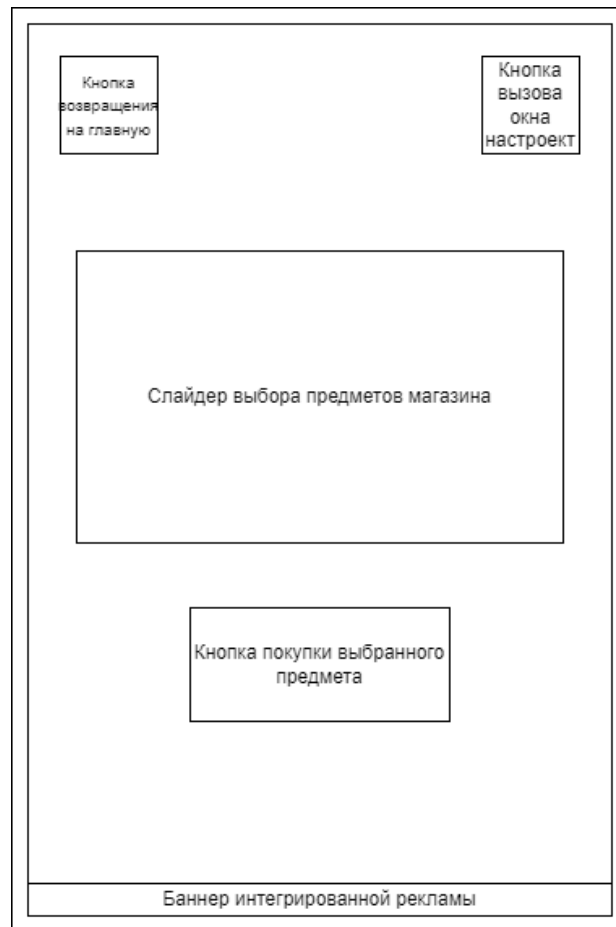 Кнопка
возвращения
на главную
Кнопка
вызова
окна
настроект
Слайдер выбора предметов магазина
Кнопка покупки выбранного
предмета
Баннер интегрированной рекламы